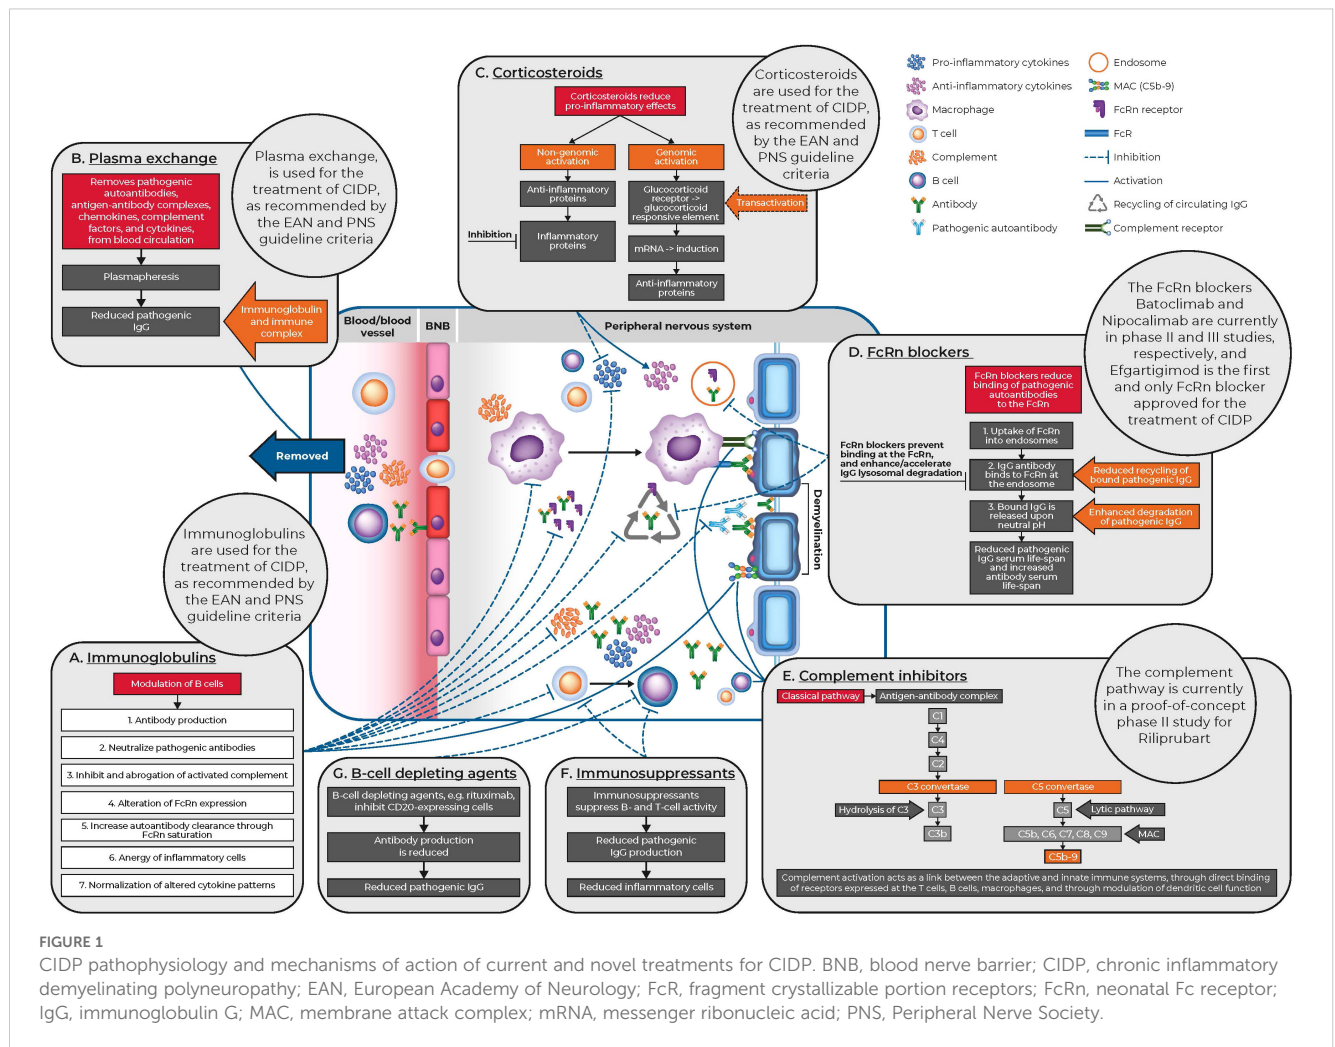 C. Corticosteroids
Corticosteroids reduce
pro-inflammatory effects
Non-genomic
activation
Genomic
activation
Anti-inflammatory
proteins
Glucocorticoid
receptor ->
glucocorticoid
responsive element
Transactivation
Inhibition
Inflammatory
proteins
mRNA -> induction
Anti-inflammatory
proteins
Corticosteroids
are used for the
treatment of CIDP,
as recommended
by the EAN and
PNS guideline
criteria
Pro-inflammatory cytokines
Anti-inflammatory cytokines
Macrophage
T cell
Complement
B cell
Antibody
Pathogenic autoantibody
Endosome
MAC (C5b-9)
FcRn receptor
FcR
Inhibition
Activation
Recycling of circulating IgG
Complement receptor
B. Plasma exchange
Removes pathogenic
autoantibodies,
antigen-antibody complexes,
chemokines, complement
factors, and cytokines,
from blood circulation
Plasmapheresis
Reduced pathogenic
IgG
Immunoglobulin
and immune
complex
Plasma exchange,
is used for the
treatment of CIDP,
as recommended by
the EAN and PNS
guideline criteria
Blood/blood
vessel
BNB
Peripheral nervous system
Removed
Demyelination
D. FcRn blockers
FcRn blockers reduce
binding of pathogenic
autoantibodies
to the FcRn
1. Uptake of FcRn
into endosomes
FcRn blockers prevent
binding at the FcRn,
and enhance/accelerate
IgG lysosomal degradation
2. IgG antibody
binds to FcRn at
the endosome
Reduced recycling of
bound pathogenic IgG
3. Bound IgG is
released upon
neutral pH
Enhanced degradation
of pathogenic IgG
Reduced pathogenic
IgG serum life-span
and increased
antibody serum
life-span
The FcRn blockers
Batoclimab and
Nipocalimab are currently
in phase II and III studies,
respectively, and
Efgartigimod is the first
and only FcRn blocker
approved for the
treatment of CIDP
Immunoglobulins
are used for the
treatment of CIDP,
as recommended by
the EAN and PNS
guideline criteria
A. Immunoglobulins
Modulation of B cells
1. Antibody production
2. Neutralize pathogenic antibodies
3. Inhibit and abrogation of activated complement
4. Alteration of FcRn expression
5. Increase autoantibody clearance through
FcRn saturation
6. Anergy of inflammatory cells
7. Normalization of altered cytokine patterns
G. B-cell depleting agents
B-cell depleting agents, e.g. rituximab,
inhibit CD20-expressing cells
Antibody production
is reduced
Reduced pathogenic IgG
F. Immunosuppressants
Immunosuppressants
suppress B- and T-cell activity
Reduced pathogenic
IgG production
Reduced inflammatory cells
E. Complement inhibitors
Classical pathway
Antigen-antibody complex
C1
C4
C2
C3 convertase
C5 convertase
Hydrolysis of C3
C3
C5
Lytic pathway
C3b
C5b, C6, C7, C8, C9
MAC
C5b-9
Complement activation acts as a link between the adaptive and innate immune systems, through direct binding
of receptors expressed at the T cells, B cells, macrophages, and through modulation of dendritic cell function
The complement
pathway is currently
in a proof-of-concept
phase II study for
Riliprubart
FIGURE 1
CIDP pathophysiology and mechanisms of action of current and novel treatments for CIDP. BNB, blood nerve barrier; CIDP, chronic inflammatory
demyelinating polyneuropathy; EAN, European Academy of Neurology; FcR, fragment crystallizable portion receptors; FcRn, neonatal Fc receptor;
IgG, immunoglobulin G; MAC, membrane attack complex; mRNA, messenger ribonucleic acid; PNS, Peripheral Nerve Society.